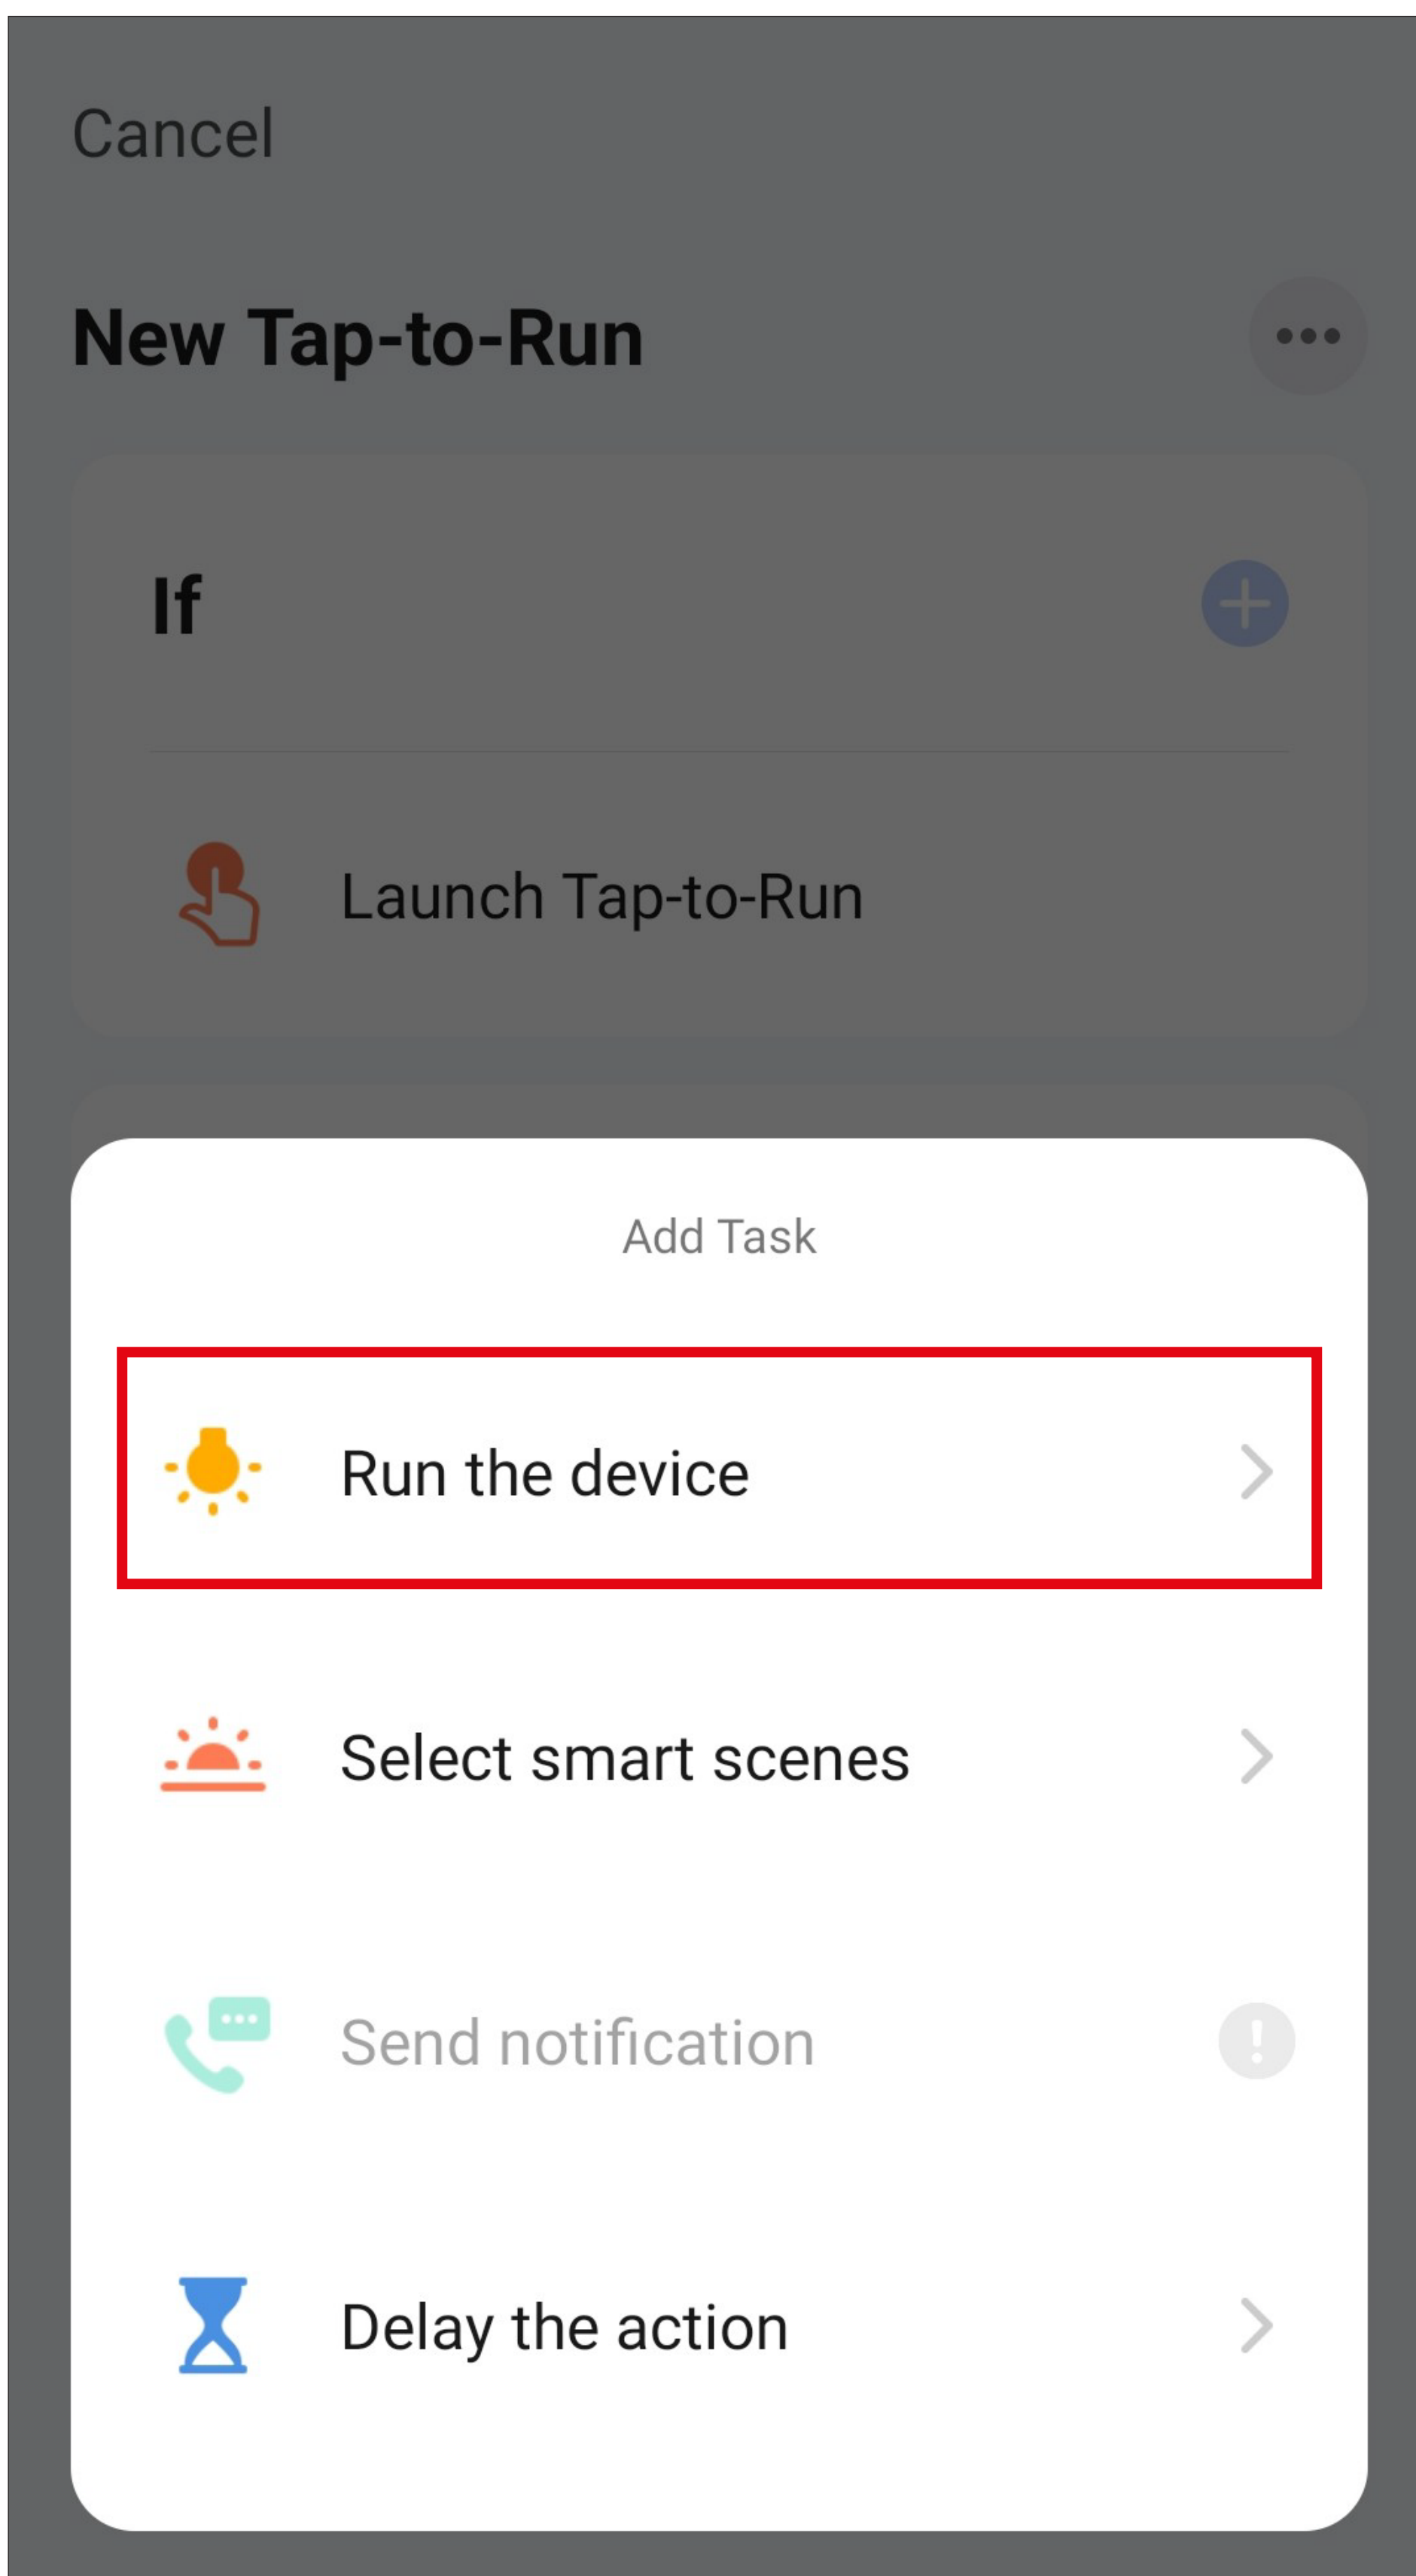 Cancel
New Tap-to-Run
If
Launch Tap-to-Run
Add Task
Run the device
Select smart scenes
Send notification
Delay the action